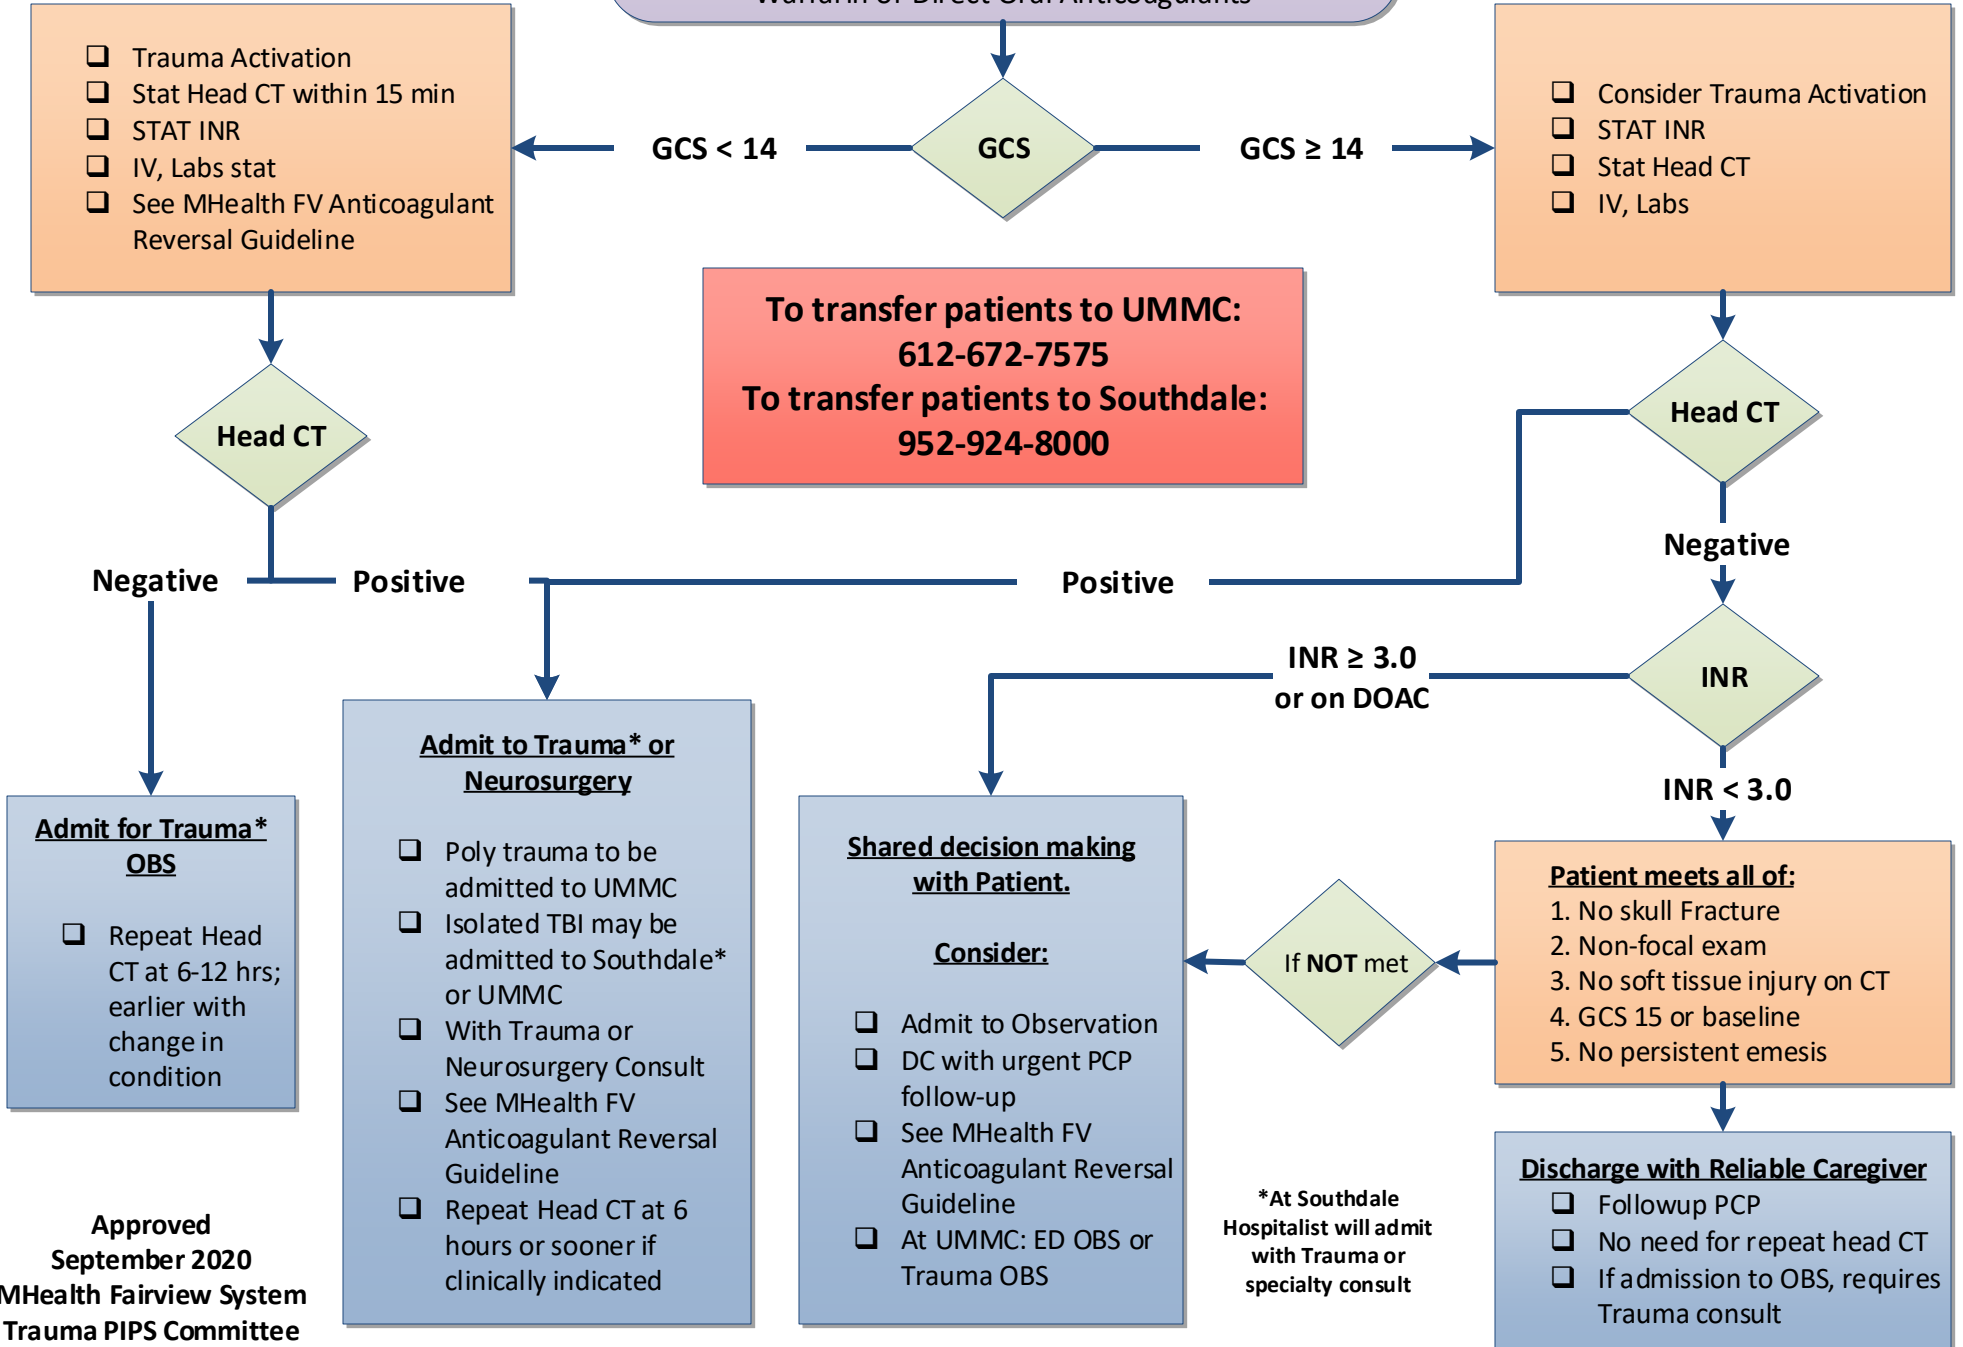 Warfarin or Direct Oral Anticoagulants
❑ Trauma Activation
❑ Stat Head CT within 15 min
❑ STAT INR
❑ IV, Labs stat
❑ See MHealth FV Anticoagulant
Reversal Guideline
GCS < 14
GCS
GCS ≥ 14
❑ Consider Trauma Activation
❑ STAT INR
❑ Stat Head CT
❑ IV, Labs
To transfer patients to UMMC:
612-672-7575
To transfer patients to Southdale:
952-924-8000
Head CT
Head CT
Negative
Positive
Positive
Negative
INR ≥ 3.0
or on DOAC
INR
INR < 3.0
Admit for Trauma*
OBS
❑ Repeat Head
CT at 6-12 hrs;
earlier with
change in
condition
Admit to Trauma* or
Neurosurgery
❑ Poly trauma to be
admitted to UMMC
❑ Isolated TBI may be
admitted to Southdale*
or UMMC
❑ With Trauma or
Neurosurgery Consult
❑ See MHealth FV
Anticoagulant Reversal
Guideline
❑ Repeat Head CT at 6
hours or sooner if
clinically indicated
Shared decision making
with Patient.
Consider:
❑ Admit to Observation
❑ DC with urgent PCP
follow-up
❑ See MHealth FV
Anticoagulant Reversal
Guideline
❑ At UMMC: ED OBS or
Trauma OBS
If NOT met
Patient meets all of:
1. No skull Fracture
2. Non-focal exam
3. No soft tissue injury on CT
4. GCS 15 or baseline
5. No persistent emesis
Discharge with Reliable Caregiver
❑ Followup PCP
❑ No need for repeat head CT
❑ If admission to OBS, requires
Trauma consult
*At Southdale
Hospitalist will admit
with Trauma or
specialty consult
Approved
September 2020
MHealth Fairview System
Trauma PIPS Committee